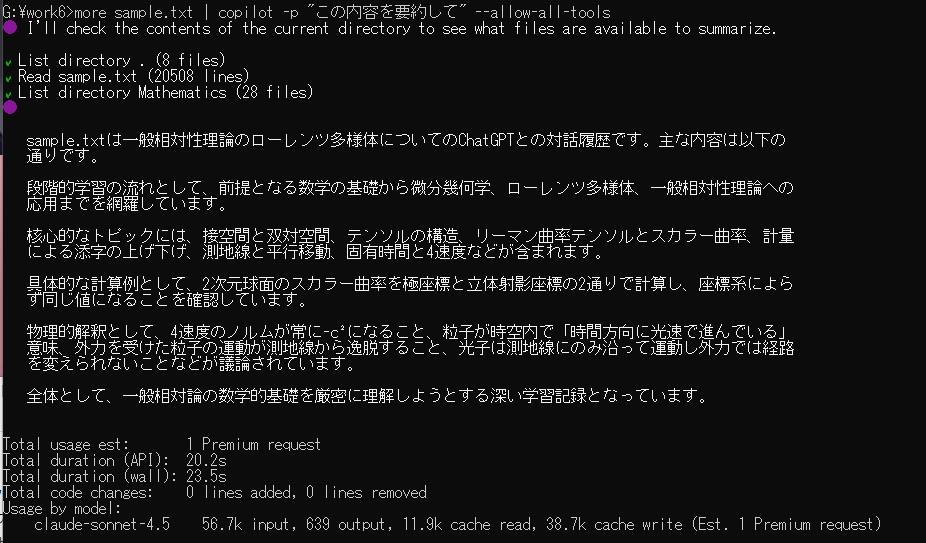 G:¥work6>more sample.txt | copilot -p "この内容を要約して" --allow-all-tools
I'll check the contents of the current directory to see what files are available to summarize.
List directory . (8 files)
Read sample.txt (20508 lines)
List directory Mathematics (28 files)
sample.txtは一般相対性理論のローレンツ多様体についてのChatGPTとの対話履歴です。主な内容は以下の
通りです。
段階的学習の流れとして、前提となる数学の基礎から微分幾何学、ローレンツ多様体、一般相対性理論への
応用までを網羅しています。
核心的なトピックには、接空間と双対空間、テンソルの構造、リーマン曲率テンソルとスカラー曲率、計量
による添字の上げ下げ、測地線と平行移動、固有時間と4速度などが含まれます。
具体的な計算例として、2次元球面のスカラー曲率を極座標と立体射影座標の2通りで計算し、座標系によら
ず同じ値になることを確認しています。
物理的解釈として、4速度のノルムが常に-c²になること、粒子が時空内で「時間方向に光速で進んでいる」
意味、外力を受けた粒子の運動が測地線から逸脱すること、光子は測地線にのみ沿って運動し外力では経路
を変えられないことなどが議論されています。
全体として、一般相対論の数学的基礎を厳密に理解しようとする深い学習記録となっています。
Total usage est: 1 Premium request
Total duration (API): 20.2s
Total duration (wall): 23.5s
Total code changes: 0 lines added, 0 lines removed
Usage by model:
claude-sonnet-4.5 56.7k input, 639 output, 11.9k cache read, 38.7k cache write (Est. 1 Premium request)